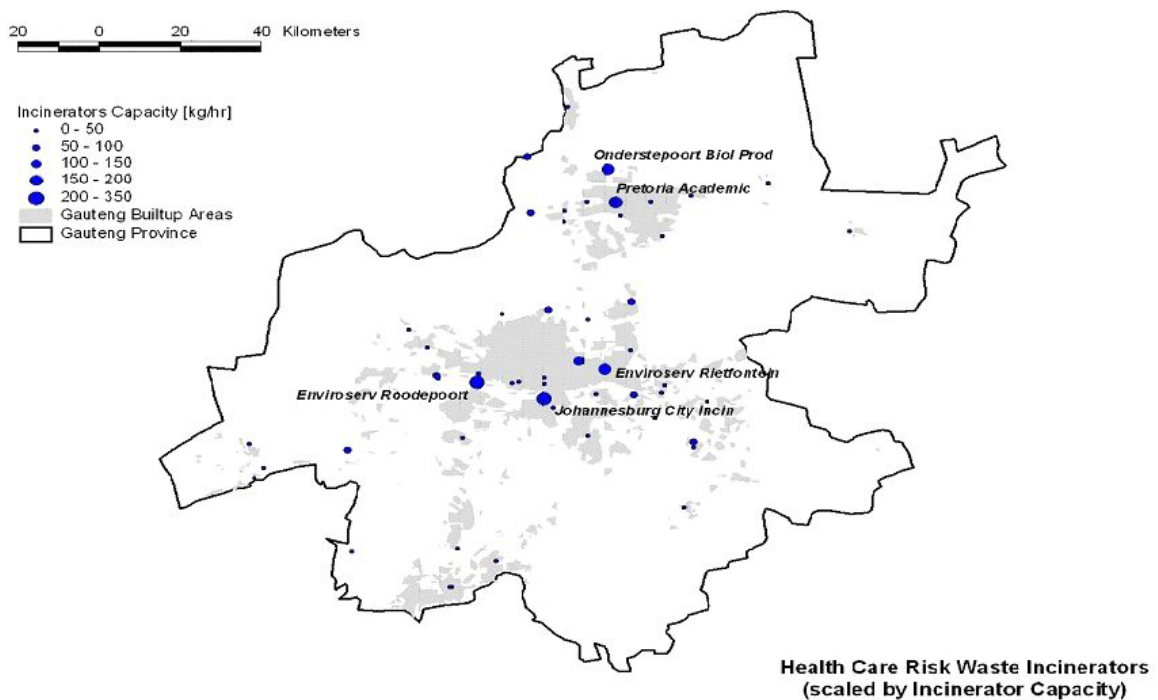 20 0 20 40 Kilometers
Incinerators Capacity [kg/hr]
0 - 50
50 - 100
100 - 150
150 - 200
200 - 350
Gauteng Builtup Areas
Gauteng Province
Onderstepoort Biol Prod
Pretoria Academic
Enviroserv Rietfontein
Enviroserv Roodepoort
Johannesburg City Incin
Health Care Risk Waste Incinerators
(scaled by Incinerator Capacity)